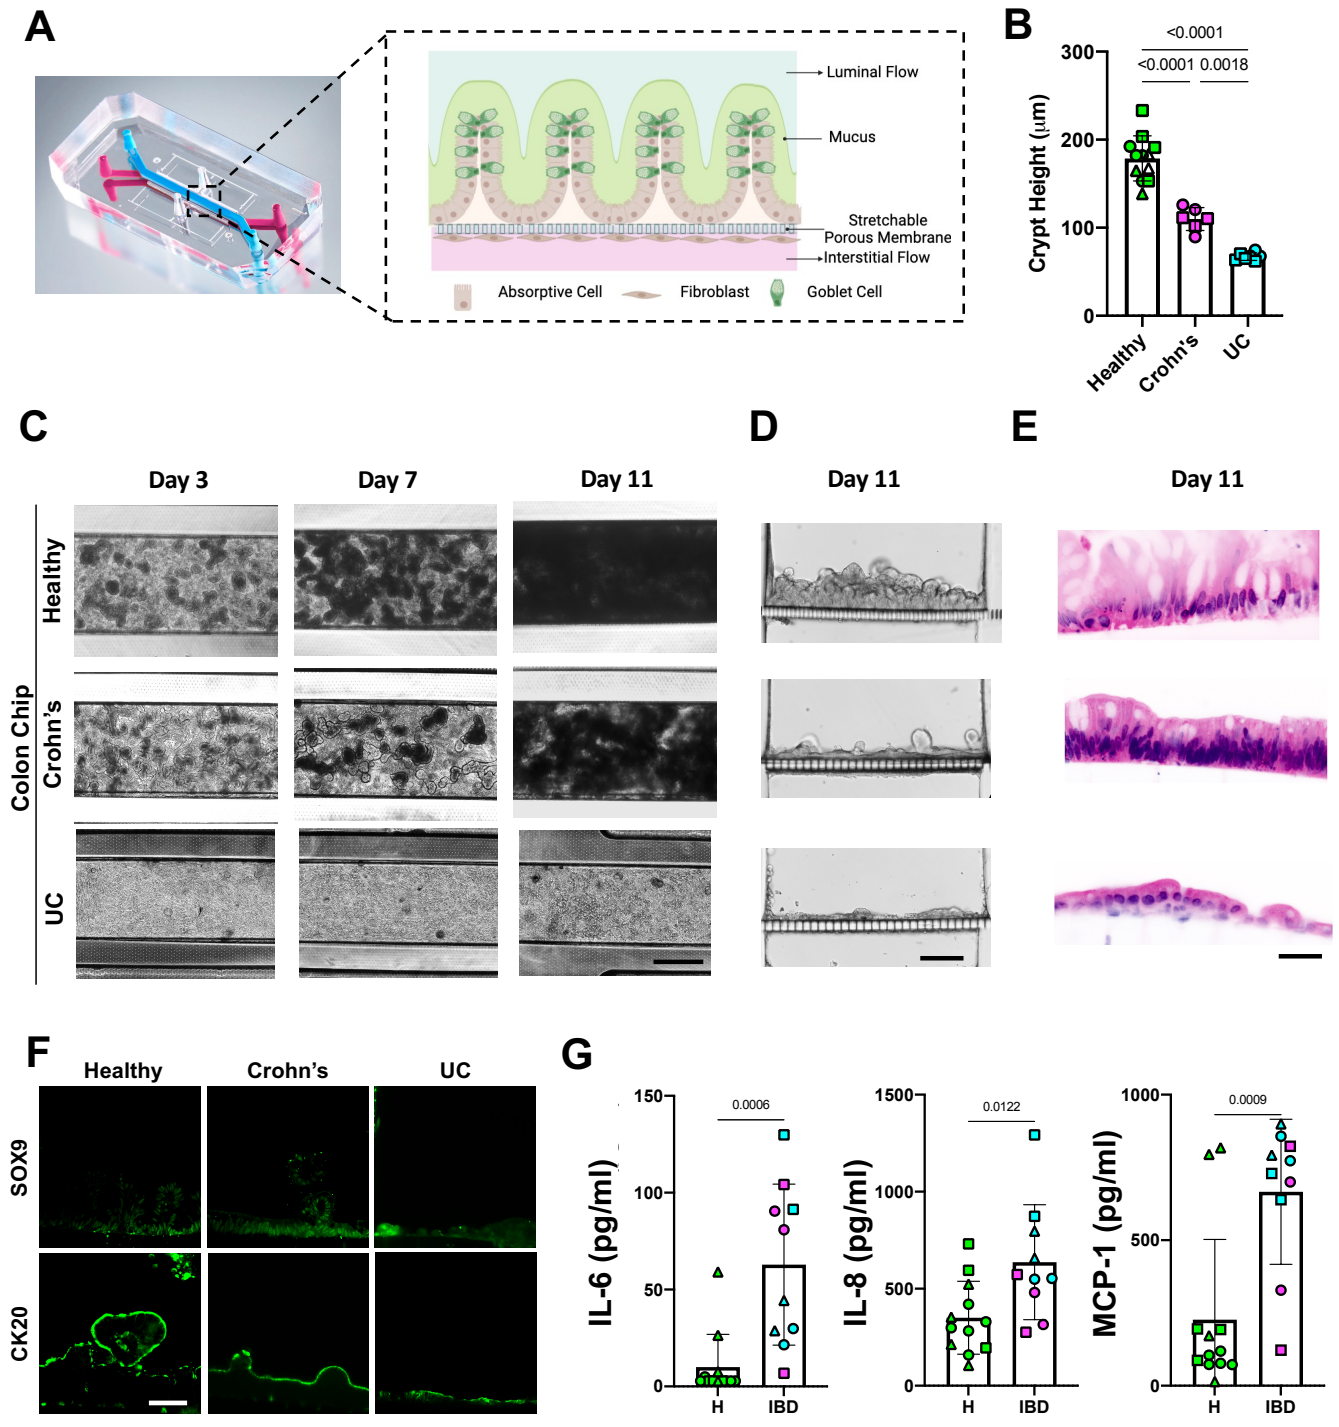 A
Luminal Flow
Mucus
Stretchable
Porous Membrane
Interstitial Flow
Absorptive Cell
Fibroblast
Goblet Cell
B
<0.0001
<0.0001
0.0018
300
200
100
0
Crypt Height (μm)
Healthy
Crohn's
UC
C
Day 3
Day 7
Day 11
Colon Chip
Healthy
Crohn's
UC
D
Day 11
E
Day 11
F
Healthy
Crohn's
UC
SOX9
CK20
G
IL-6 (pg/ml)
150
100
50
0
0.0006
H
IBD
IL-8 (pg/ml)
1500
1000
500
0
0.0122
H
IBD
MCP-1 (pg/ml)
1000
500
0
0.0009
H
IBD